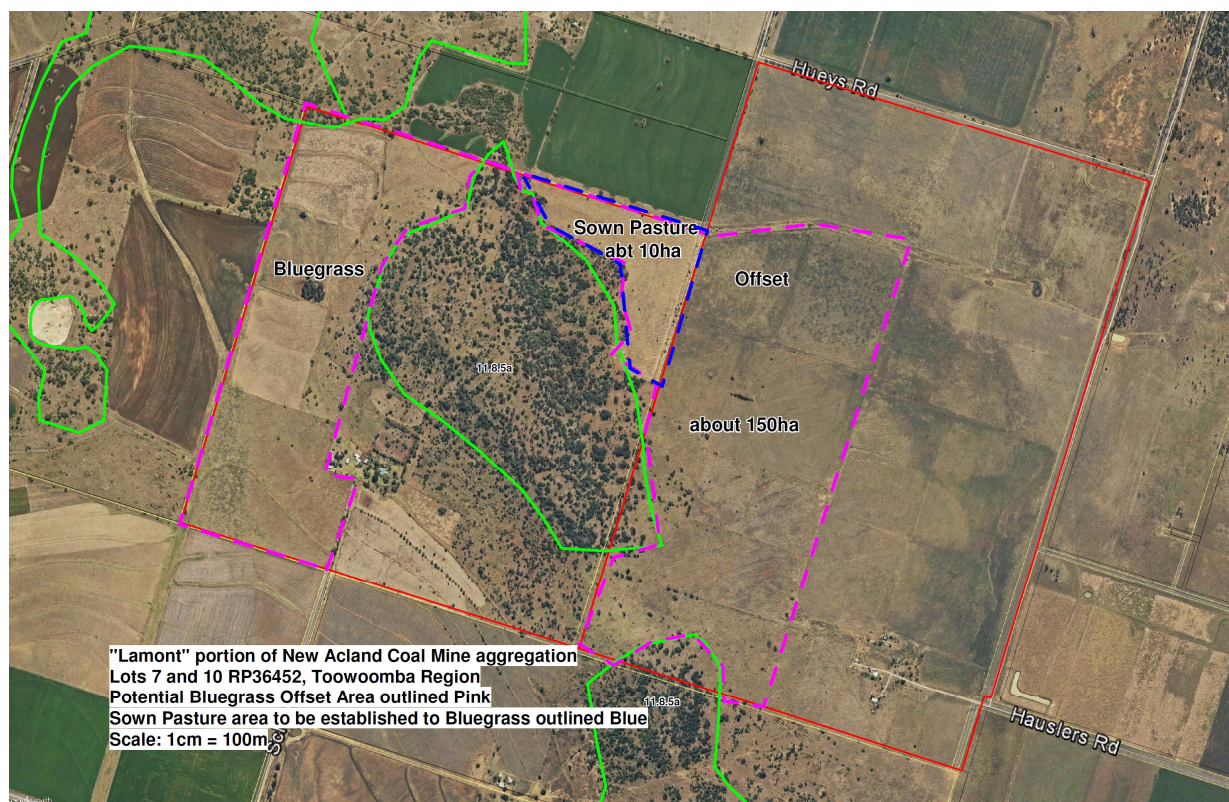 Hueys Rd
Sown Pasture
abt 10ha
Bluegrass
Offset
11.8.5a
about 150ha
"Lamont" portion of New Acland Coal Mine aggregation
Lots 7 and 10 RP36452, Toowoomba Region
Potential Bluegrass Offset Area outlined Pink
Sown Pasture area to be established to Bluegrass outlined Blue
Scale: 1cm = 100m
11.8.5a
Hauslers Rd